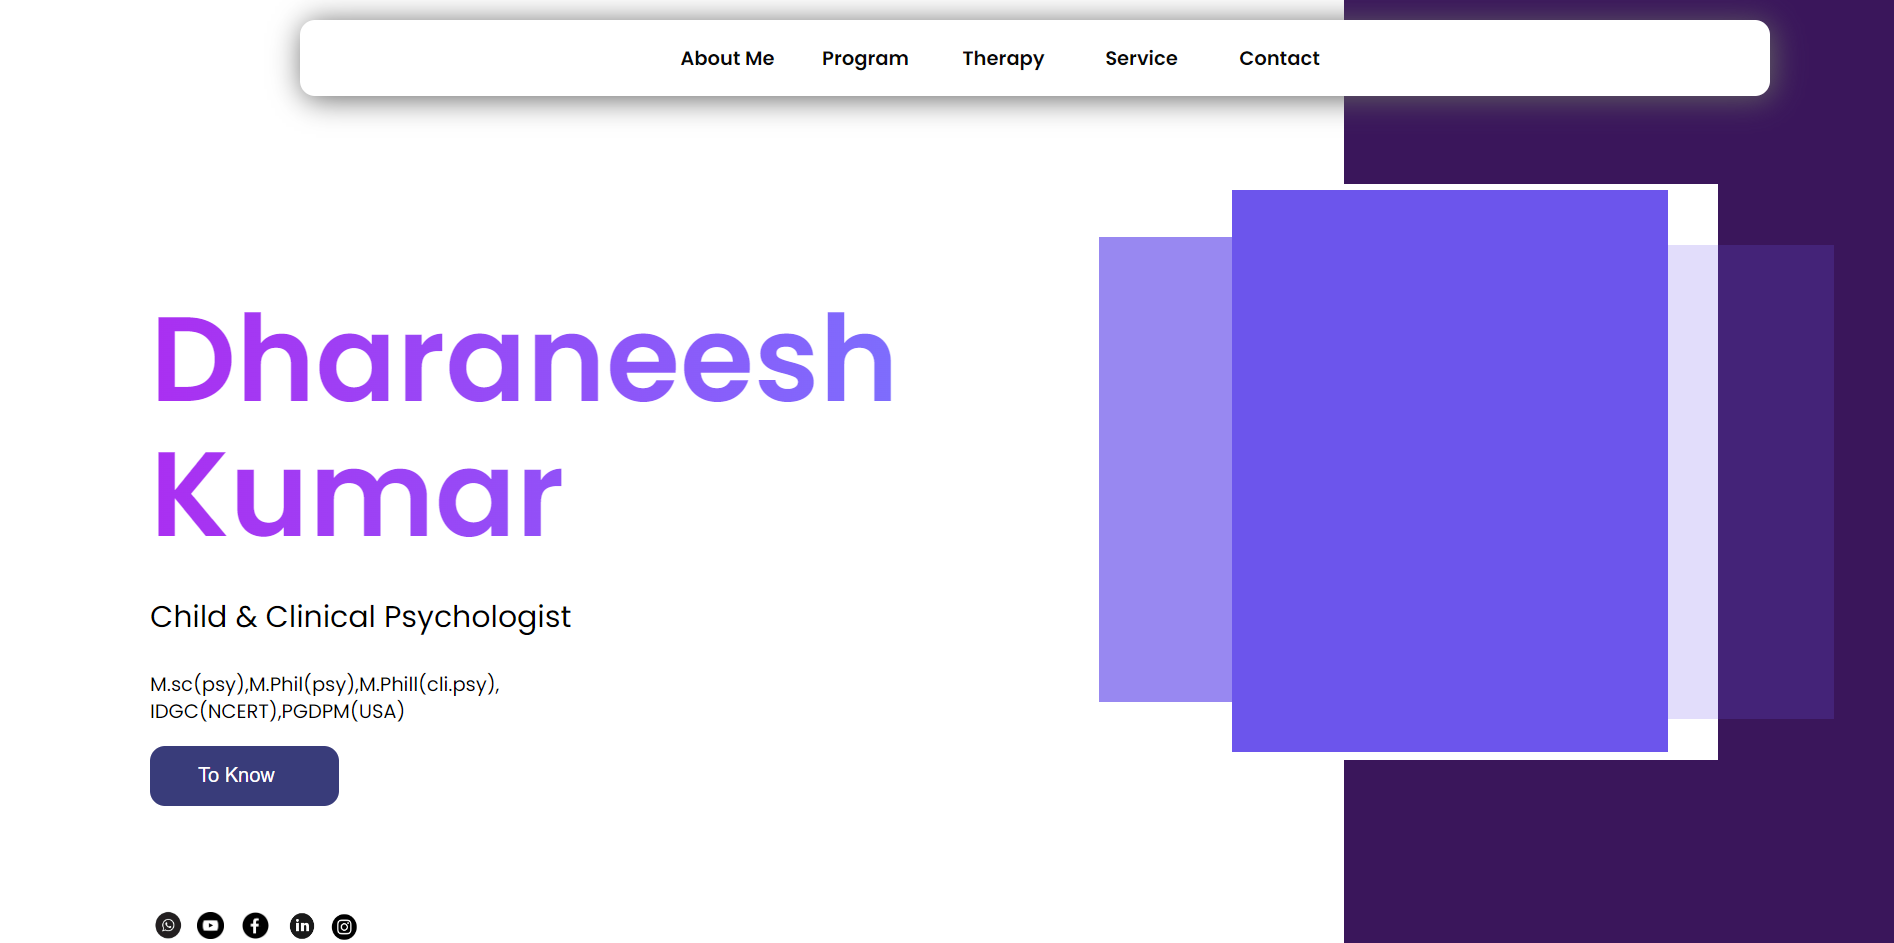 About Me Program Therapy Service Contact
Dharaneesh
Kumar
Child & Clinical Psychologist
M.sc(psy),M.Phil(psy),M.Phill(cli.psy),
IDGC(NCERT),PGDPM(USA)
To Know
in